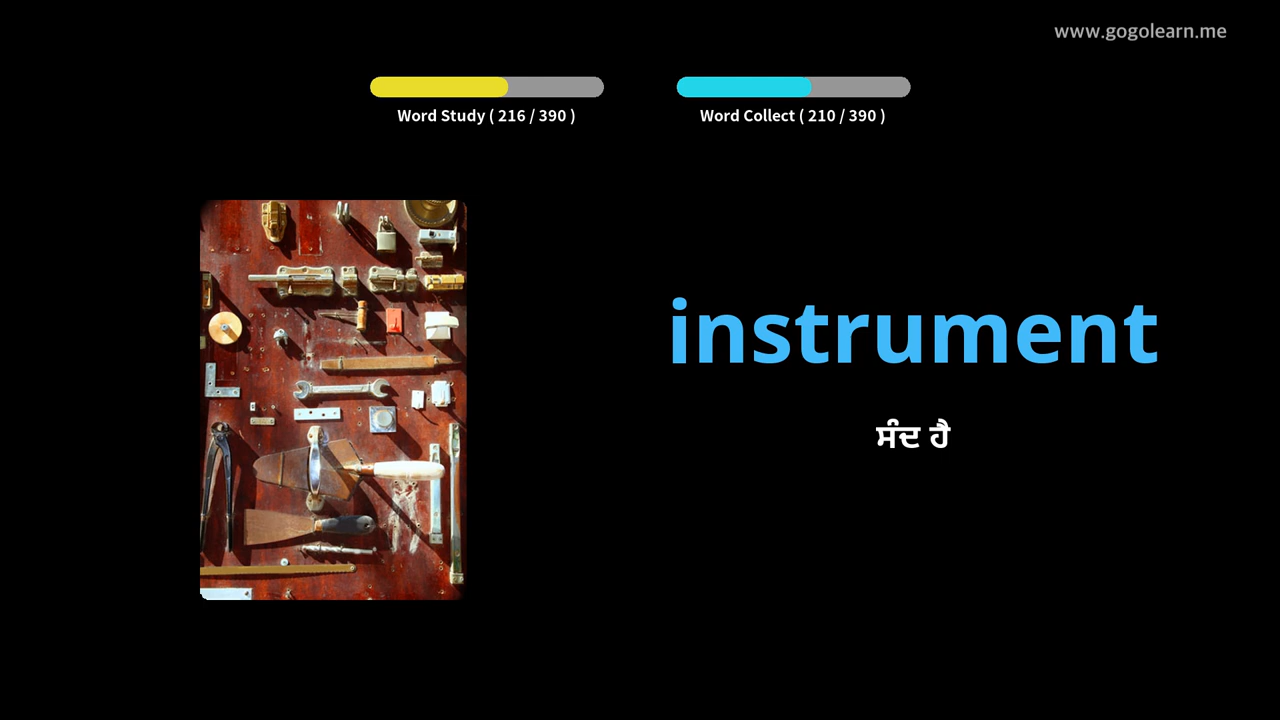 www.gogolearn.me
Word Study ( 216 / 390 )
Word Collect ( 210 / 390 )
instrument
ਸੰਦ ਹੈ